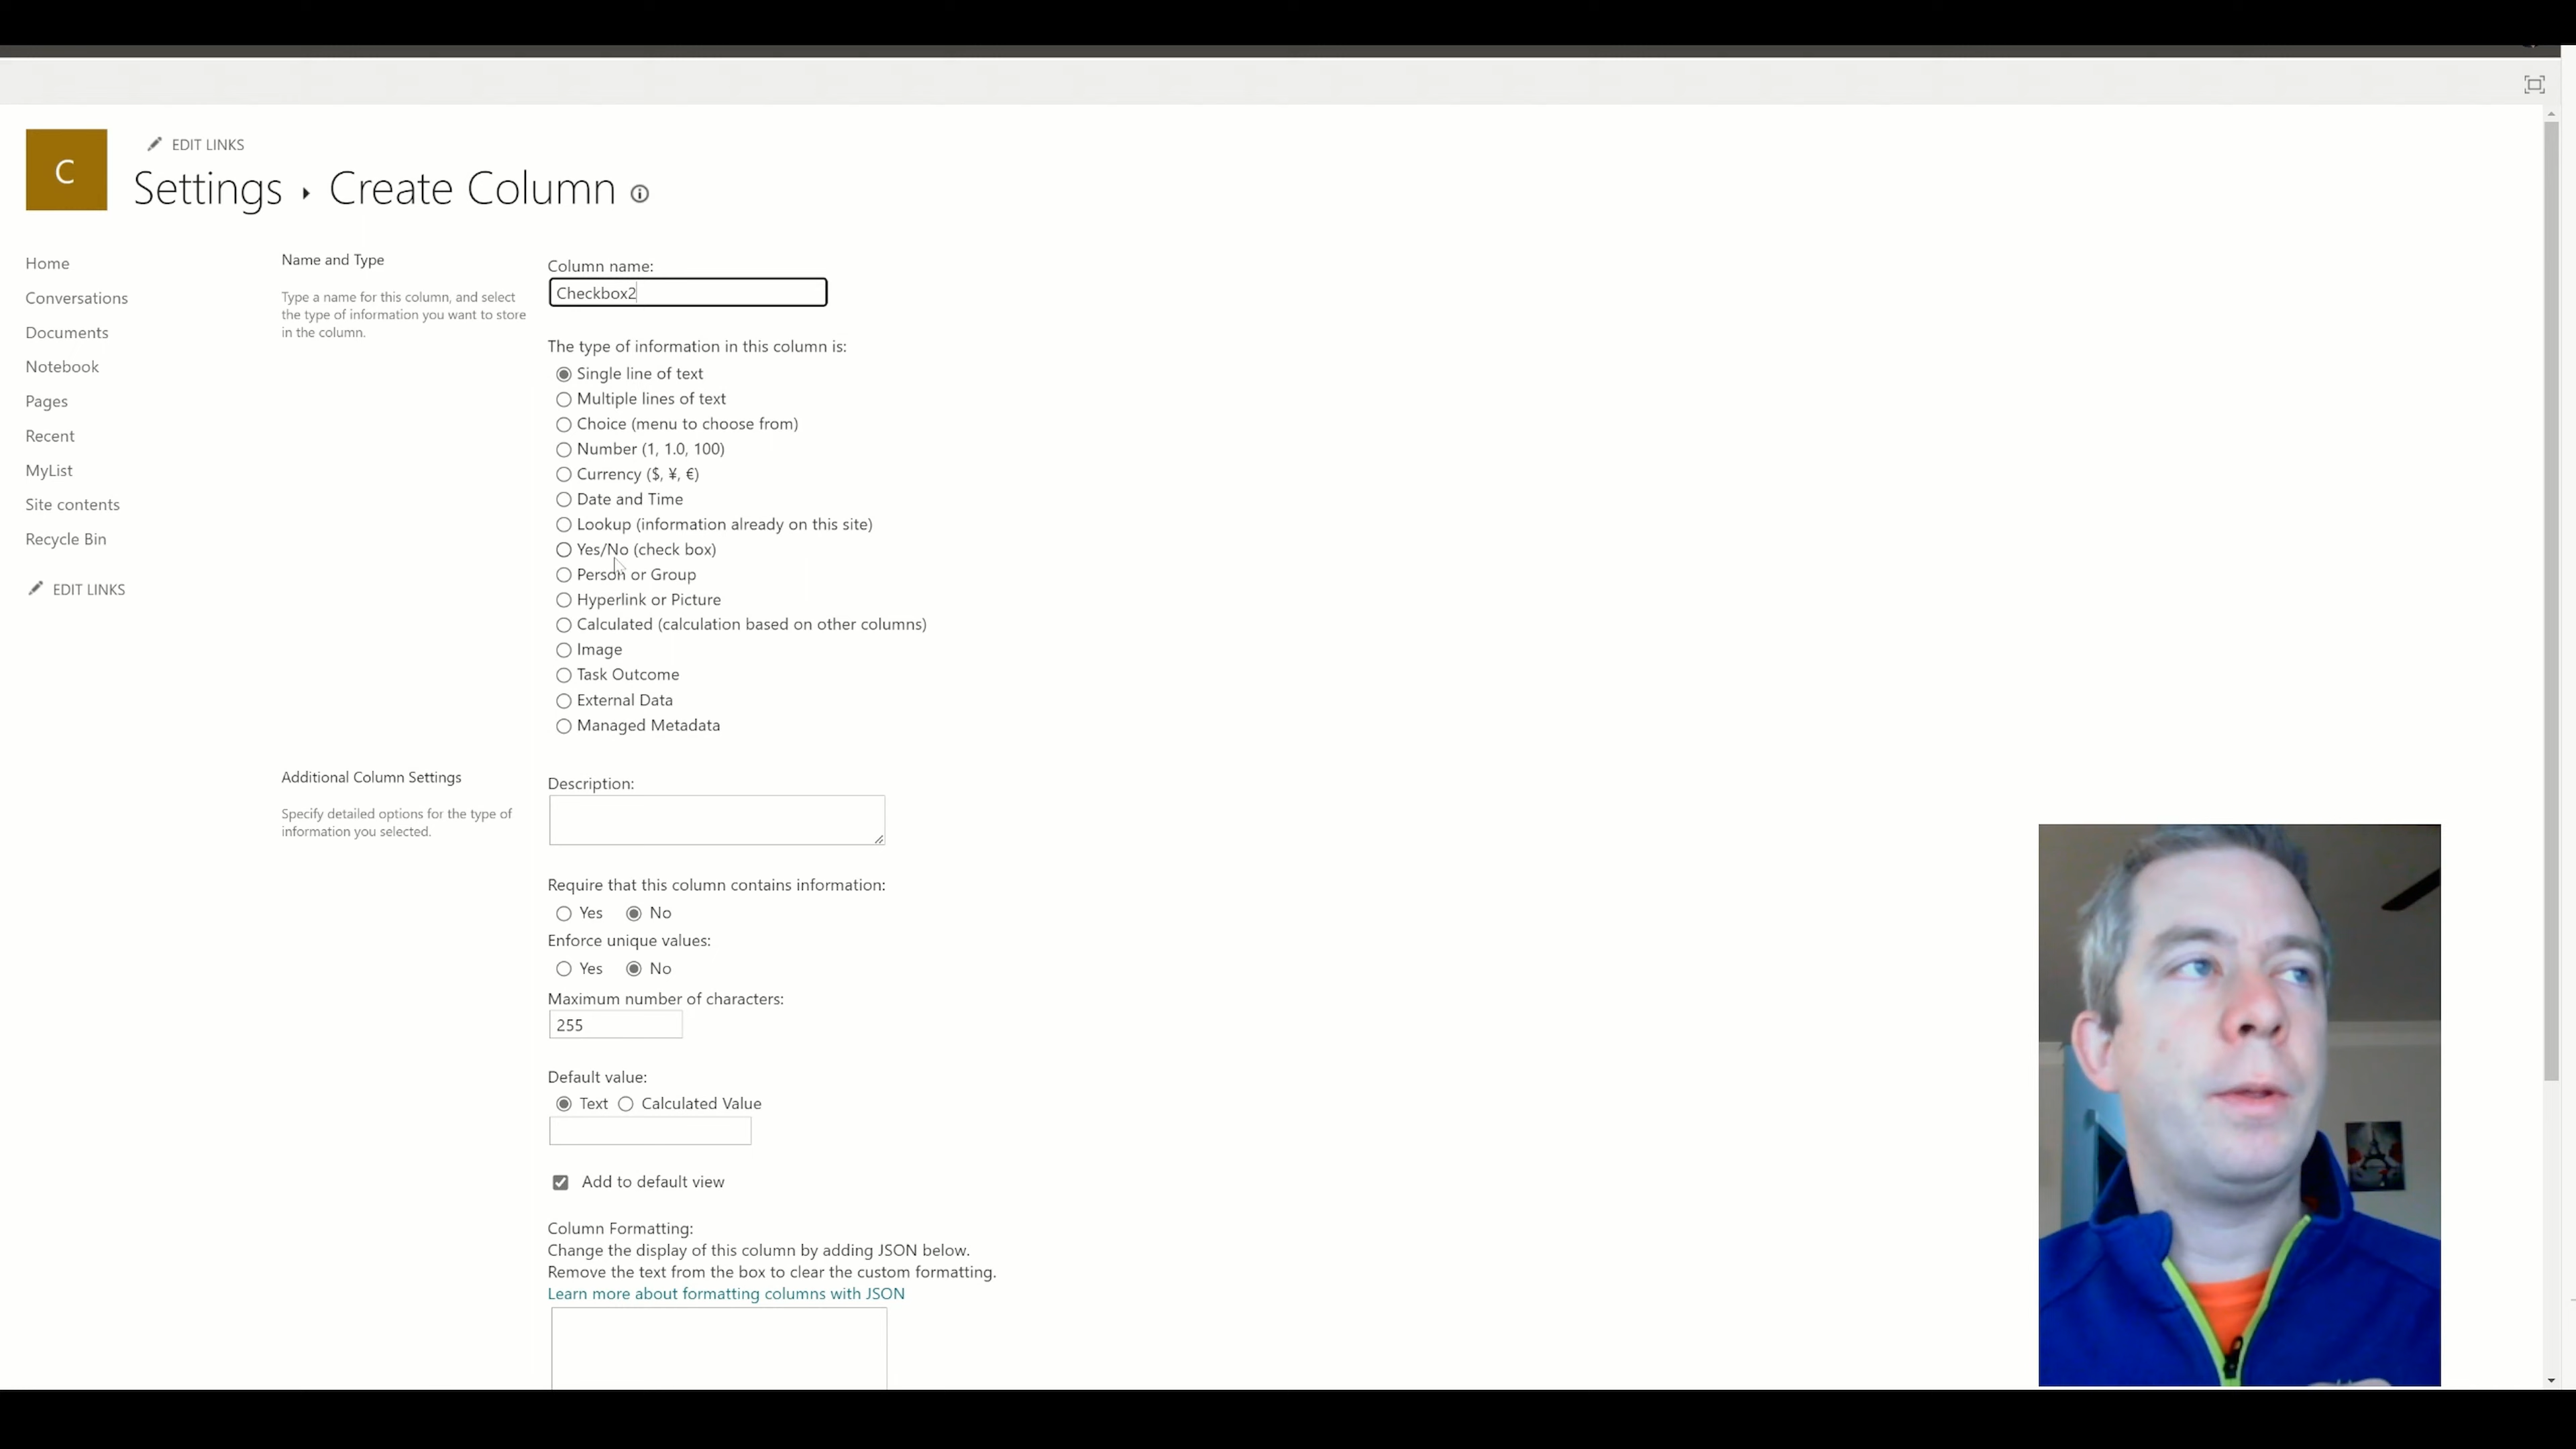 EDIT LINKS
C
Settings ▸ Create Column
Home
Conversations
Documents
Notebook
Pages
Recent
MyList
Site contents
Recycle Bin
EDIT LINKS
Name and Type
Type a name for this column, and select
the type of information you want to store
in the column.
Column name:
Checkbox2
The type of information in this column is:
Single line of text
Multiple lines of text
Choice (menu to choose from)
Number (1, 1.0, 100)
Currency ($, ¥, €)
Date and Time
Lookup (information already on this site)
Yes/No (check box)
Person or Group
Hyperlink or Picture
Calculated (calculation based on other columns)
Image
Task Outcome
External Data
Managed Metadata
Additional Column Settings
Specify detailed options for the type of
information you selected.
Description:
Require that this column contains information:
Yes No
Enforce unique values:
Yes No
Maximum number of characters:
255
Default value:
Text Calculated Value
Add to default view
Column Formatting:
Change the display of this column by adding JSON below.
Remove the text from the box to clear the custom formatting.
Learn more about formatting columns with JSON